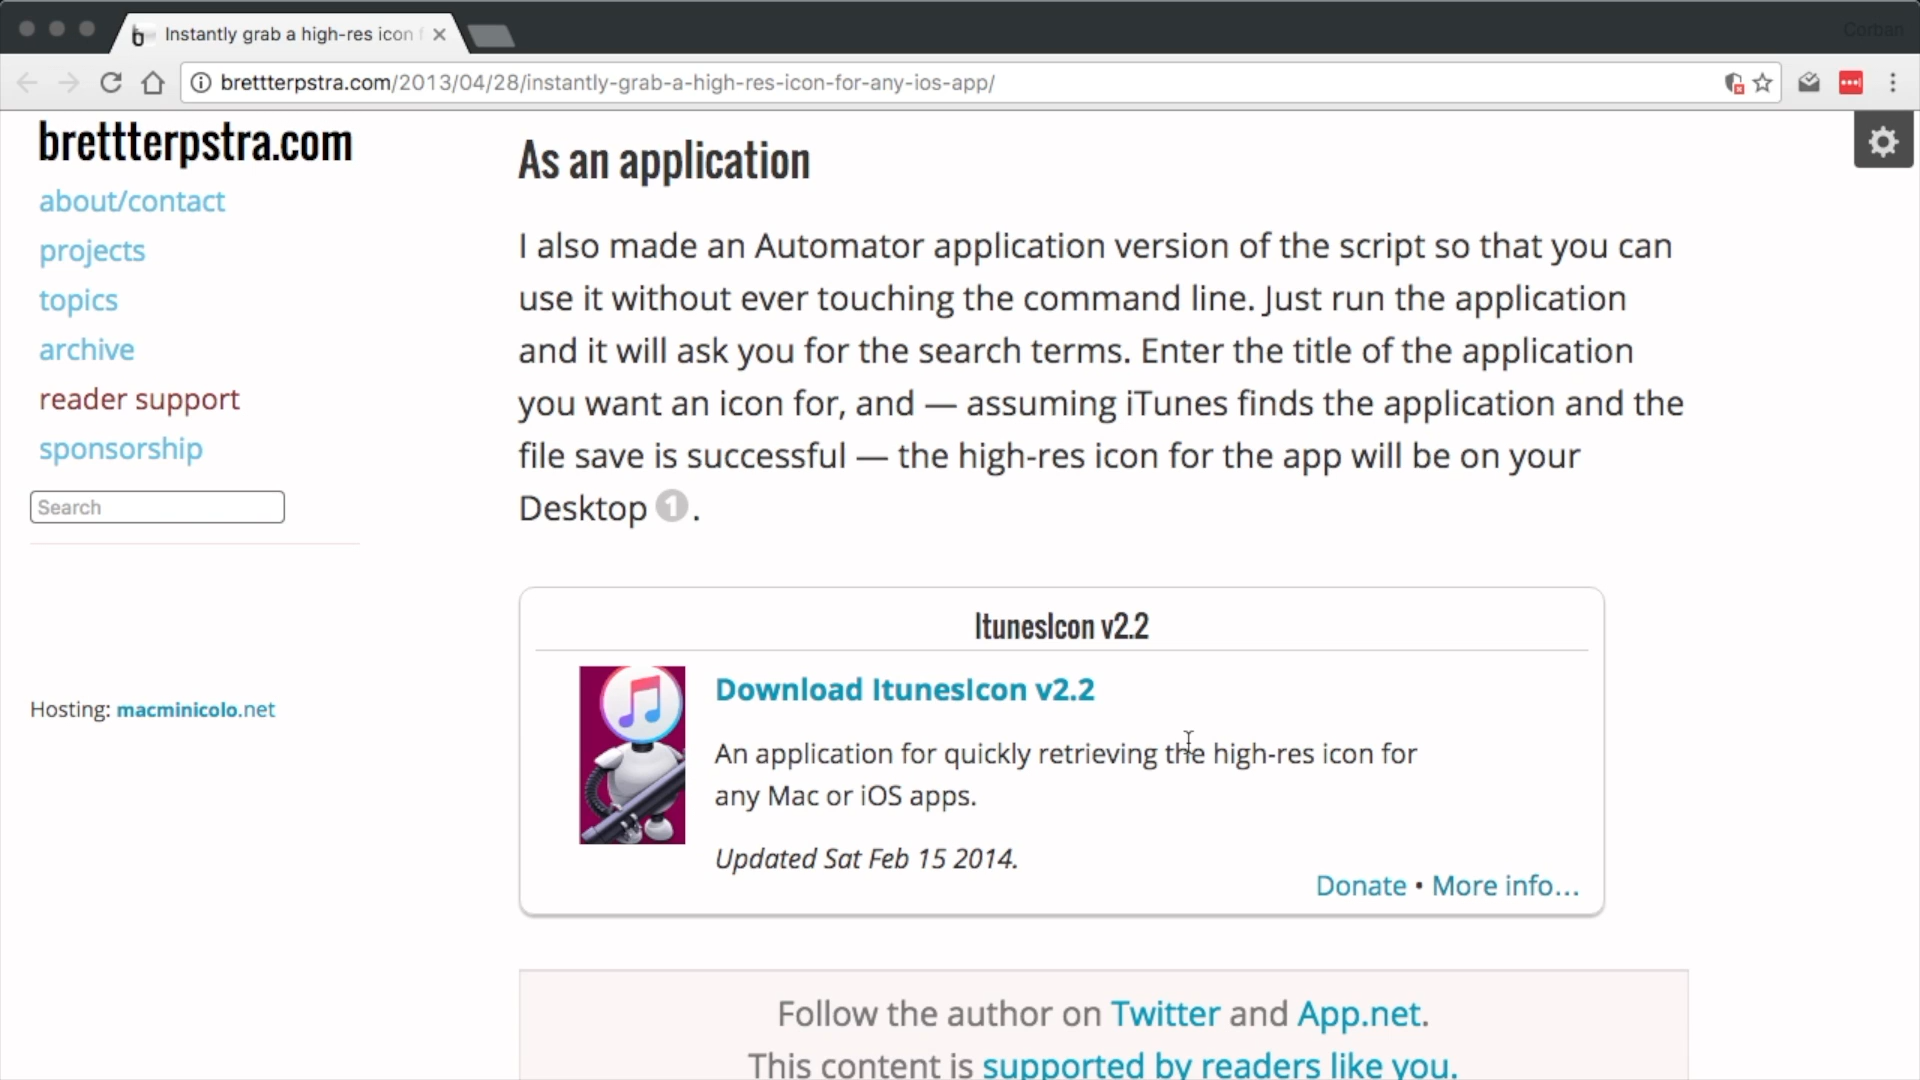 Instantly grab a high-res icon f
Corban
brettterpstra.com/2013/04/28/instantly-grab-a-high-res-icon-for-any-ios-app/
brettterpstra.com
about/contact
projects
topics
archive
reader support
sponsorship
Search
Hosting: macminicolo.net
As an application
I also made an Automator application version of the script so that you can
use it without ever touching the command line. Just run the application
and it will ask you for the search terms. Enter the title of the application
you want an icon for, and — assuming iTunes finds the application and the
file save is successful — the high-res icon for the app will be on your
Desktop 1 .
ItunesIcon v2.2
Download ItunesIcon v2.2
An application for quickly retrieving the high-res icon for
any Mac or iOS apps.
Updated Sat Feb 15 2014.
Donate • More info…
Follow the author on Twitter and App.net.
This content is supported by readers like you.